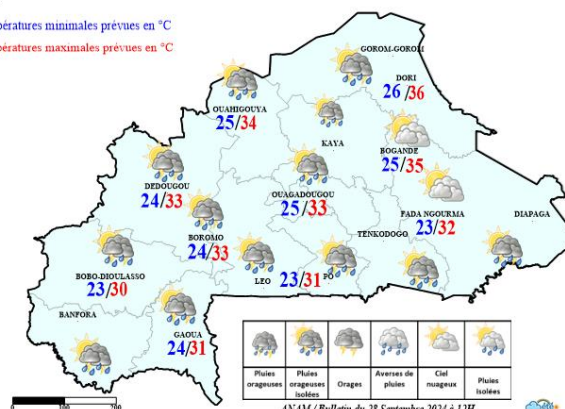 pératures minimales prévues en °C
pératures maximales prévues en °C
GOROM-GOROM
DORI
26/36
OUAHIGOUYA
25/34
KAYA
BOGANDE
25/35
DEDOUGOU
24/33
OUAGADOUGOU
25/33
FADA NGOURMA
23/32
DIAPAGA
BOROMO
24/33
TENKODOGO
BOBO-DIOULASSO
23/30
LEO
23/31
PÔ
BANFORA
GAOUA
24/31
Pluies orageuses
Pluies orageuses isolées
Orages
Averses de pluies
Ciel nuageux
Pluies isolées
100
200
ANAM / Bulletin du 28 Septembre 2024 à 12H